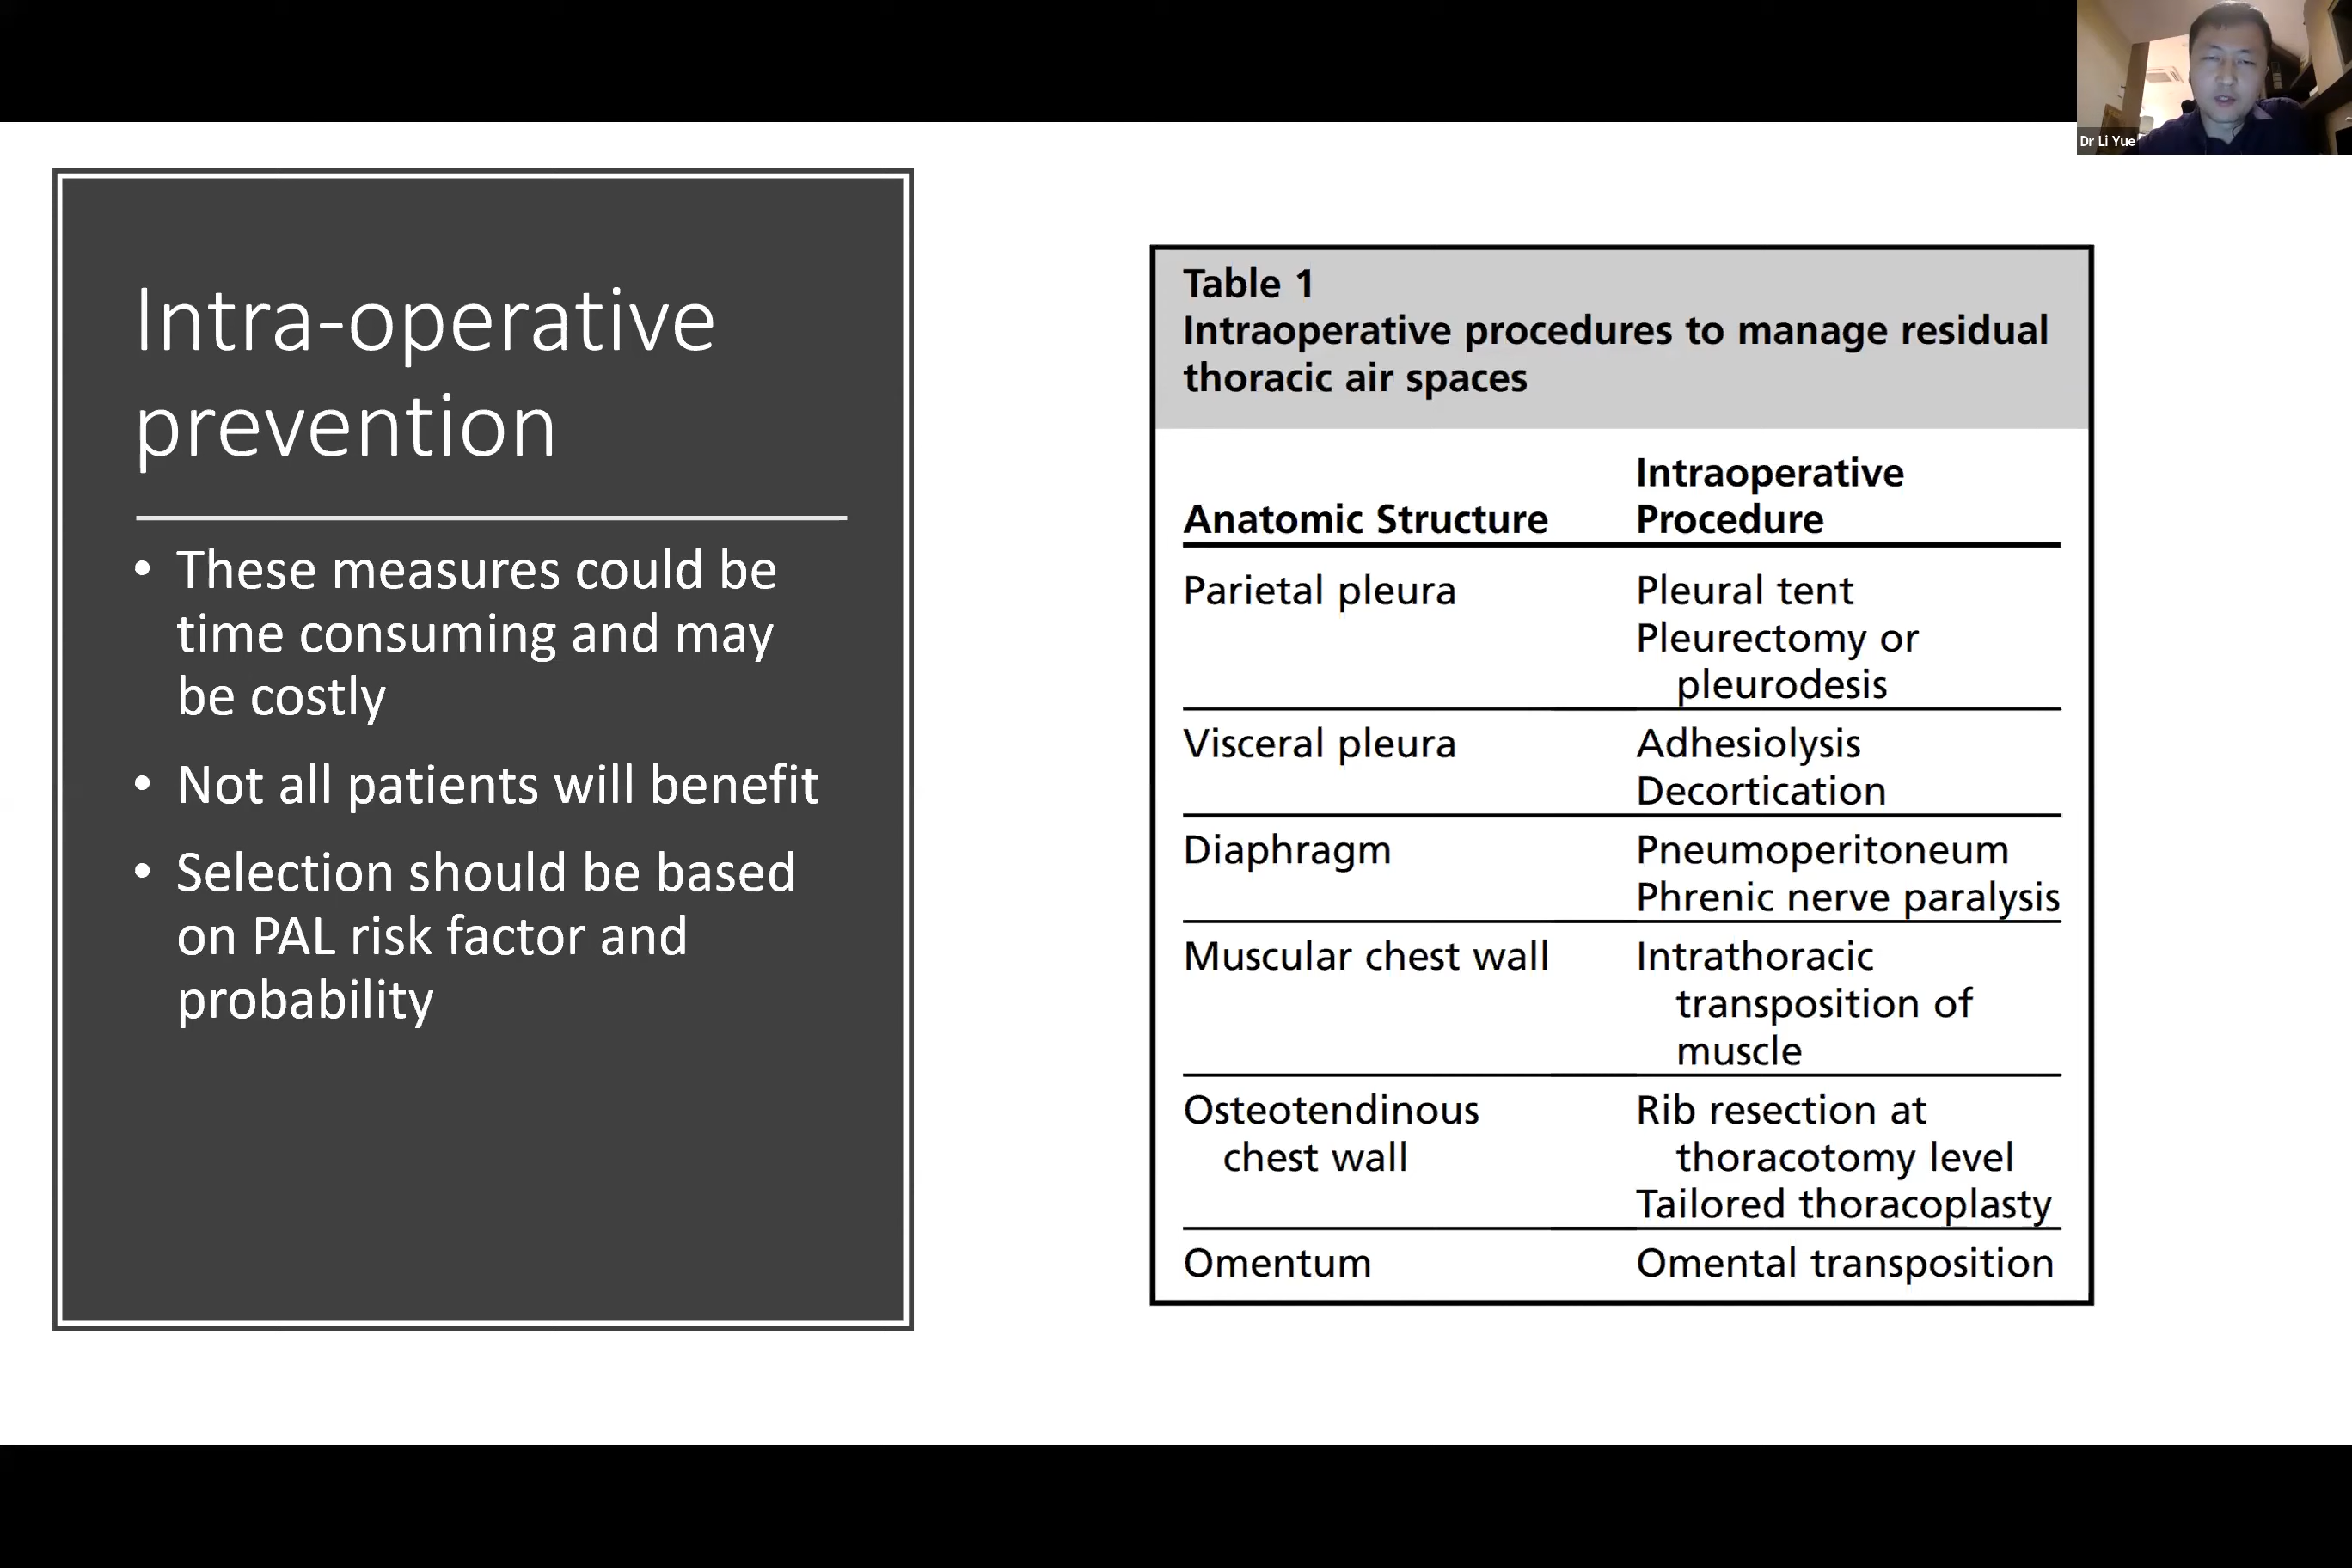 Dr Li Yue
Intra-operative
prevention
• These measures could be
time consuming and may
be costly
• Not all patients will benefit
• Selection should be based
on PAL risk factor and
probability
Table 1
Intraoperative procedures to manage residual
thoracic air spaces
Intraoperative
Anatomic Structure Procedure
Parietal pleura Pleural tent
Pleurectomy or
pleurodesis
Visceral pleura Adhesiolysis
Decortication
Diaphragm Pneumoperitoneum
Phrenic nerve paralysis
Muscular chest wall Intrathoracic
transposition of
muscle
Osteotendinous Rib resection at
chest wall thoracotomy level
Tailored thoracoplasty
Omentum Omental transposition